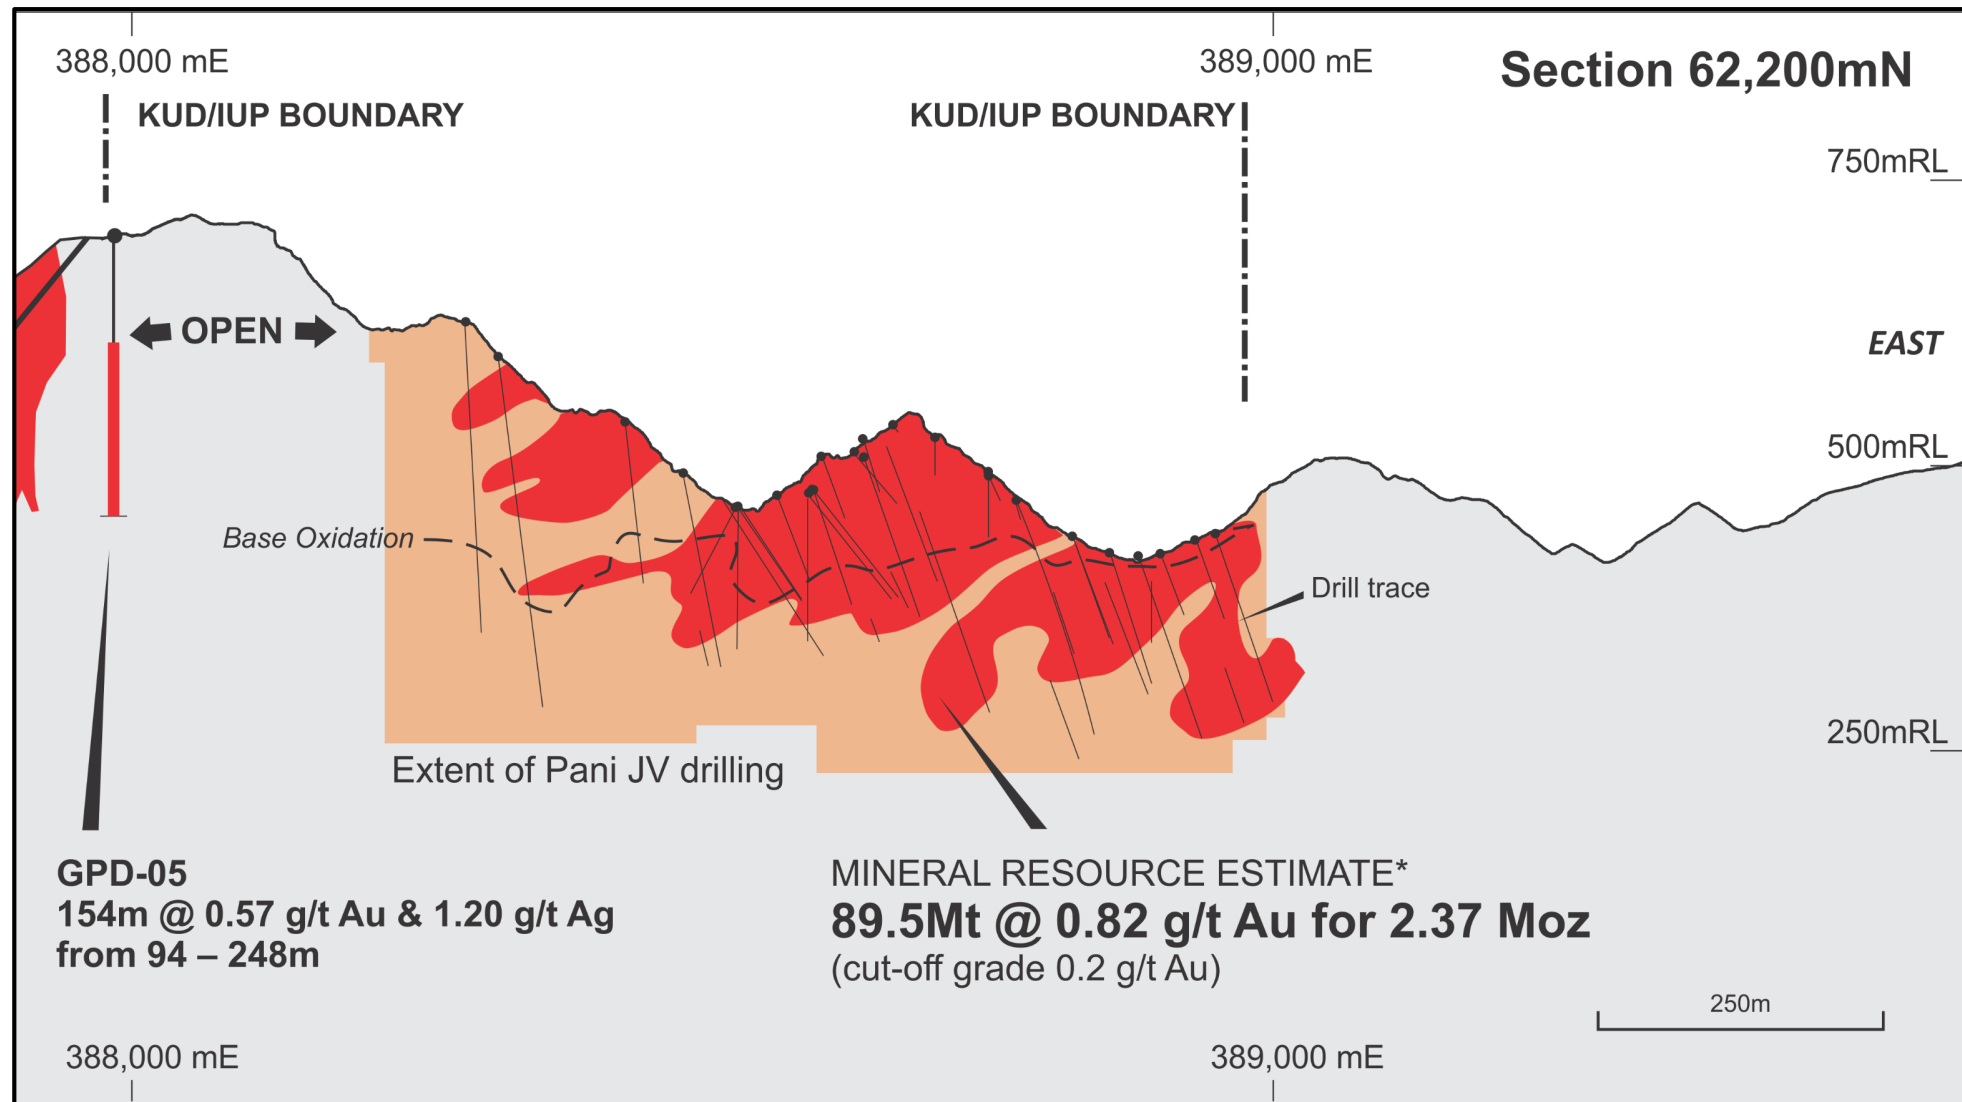 388,000 mE
389,000 mE
Section 62,200mN
KUD/IUP BOUNDARY
KUD/IUP BOUNDARY
750mRL
OPEN
EAST
500mRL
Base Oxidation
Drill trace
250mRL
Extent of Pani JV drilling
GPD-05
154m @ 0.57 g/t Au & 1.20 g/t Ag
from 94 – 248m
MINERAL RESOURCE ESTIMATE*
89.5Mt @ 0.82 g/t Au for 2.37 Moz
(cut-off grade 0.2 g/t Au)
250m
388,000 mE
389,000 mE